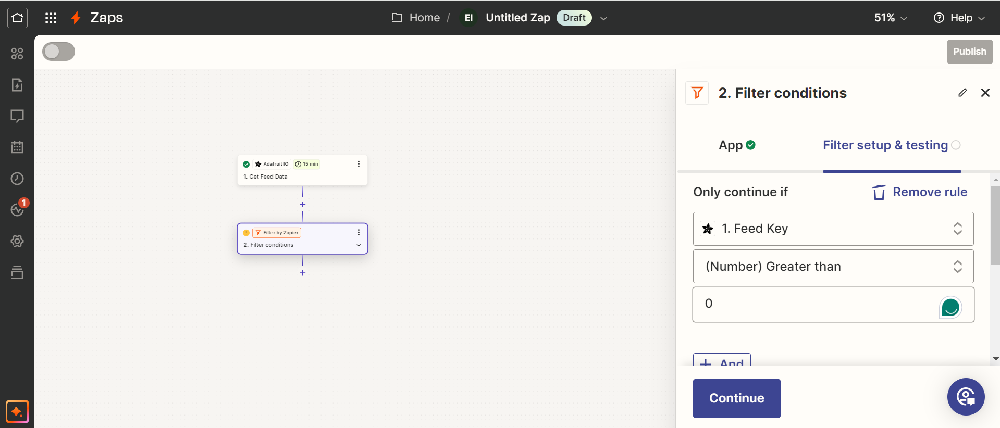 Zaps
Home / EI Untitled Zap Draft
51%
Help
Publish
1
Adafruit IO
15 min
1. Get Feed Data
Filter by Zapier
2. Filter conditions
2. Filter conditions
App
Filter setup & testing
Only continue if
Remove rule
1. Feed Key
(Number) Greater than
0
+ And
Continue